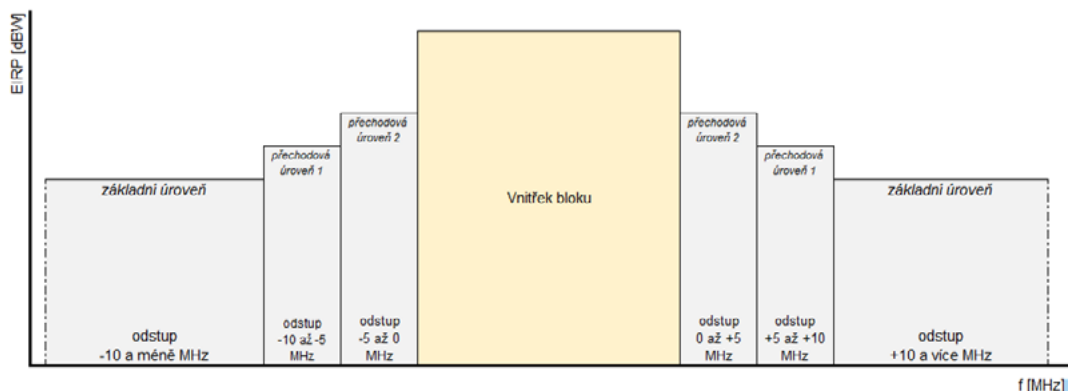 EIRP [dBW]
přechodová
úroveň 2
přechodová
úroveň 1
základní úroveň
Vnitřek bloku
přechodová
úroveň 2
přechodová
úroveň 1
základní úroveň
odstup
-10 a méně MHz
odstup
-10 až -5
MHz
odstup
-5 až 0
MHz
odstup
0 až +5
MHz
odstup
+5 až +10
MHz
odstup
+10 a více MHz
f [MHz]